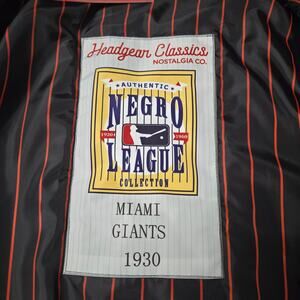 Headgear Classics
NOSTALGIA CO.
AUTHENTIC
NEGRO
1920 1960
LEAGUE
COLLECTION
MIAMI
GIANTS
1930